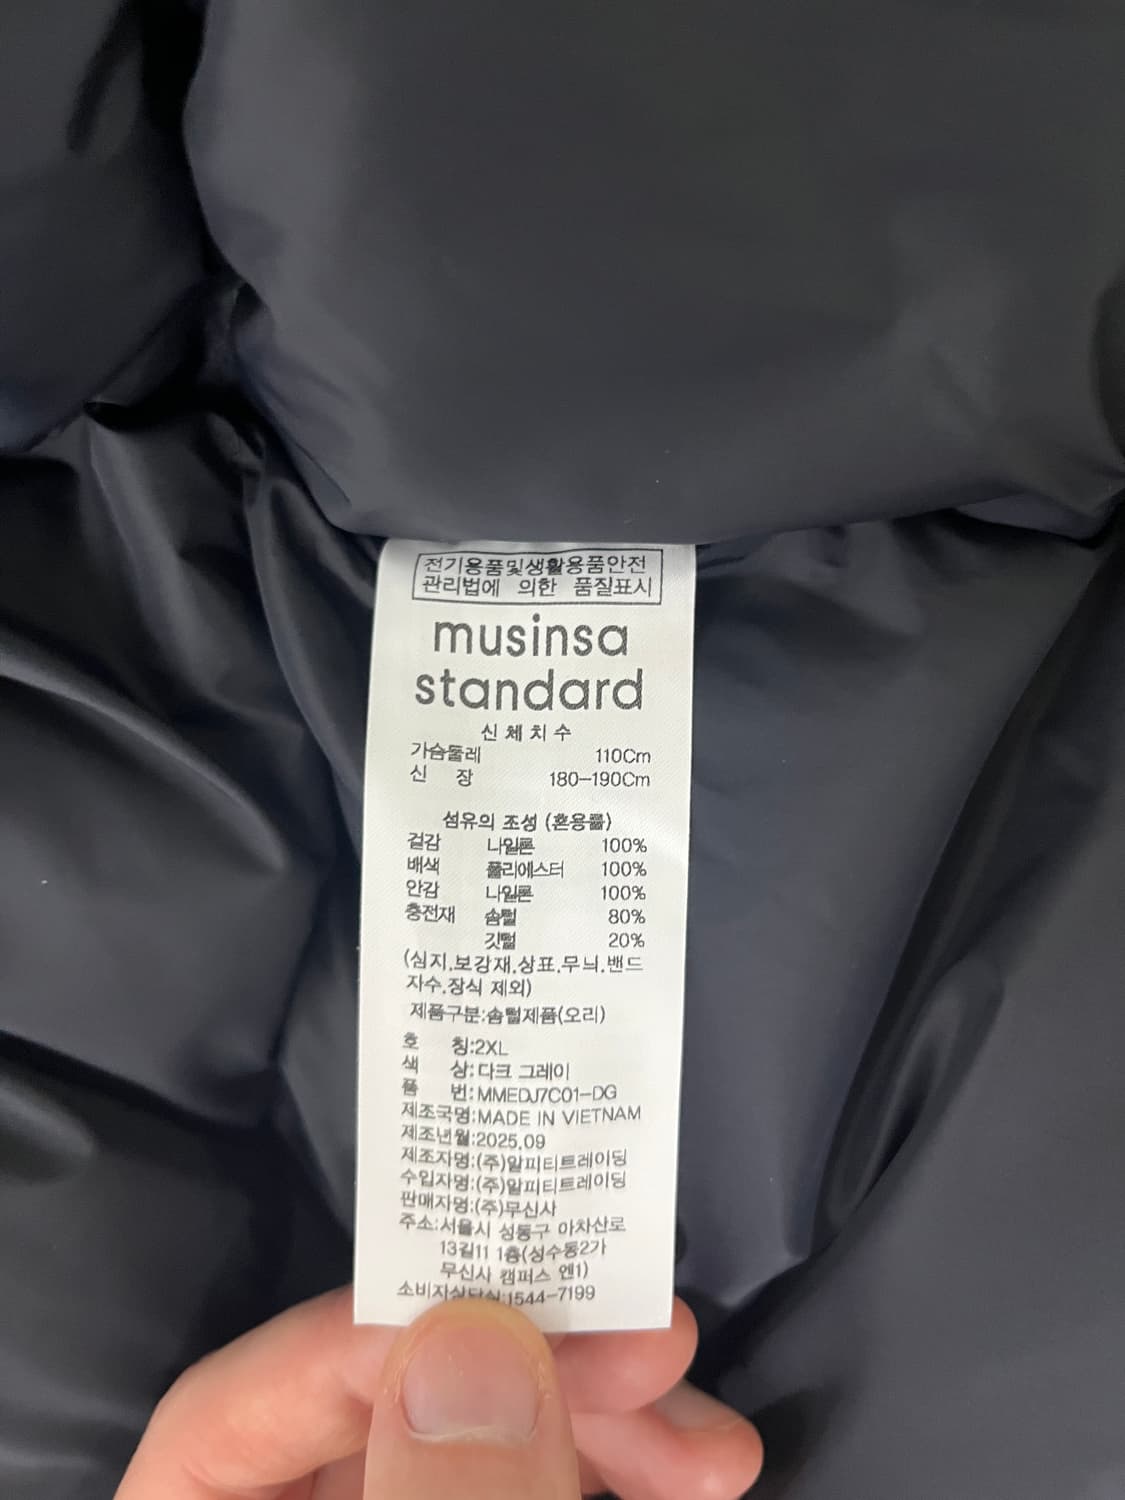 전기용품및생활용품안전
관리법에 의한 품질표시
musinsa
standard
신체치수
가슴둘레 110Cm
신 장 180-190Cm
섬유의 조성 (혼용률)
겉감 나일론 100%
배색 폴리에스터 100%
안감 나일론 100%
충전재 솜털 80%
깃털 20%
(심지,보강재,상표,무늬,밴드
자수,장식 제외)
제품구분:솜털제품(오리)
호 칭:2XL
색 상:다크 그레이
품 번:MMEDJ7C01-DG
제조국명:MADE IN VIETNAM
제조년월:2025.09
제조자명:(주)알피티트레이딩
수입자명:(주)알피티트레이딩
판매자명:(주)무신사
주소:서울시 성동구 아차산로
13길11 1층(성수동2가
무신사 캠퍼스 엔1)
소비자상담실:1544-7199